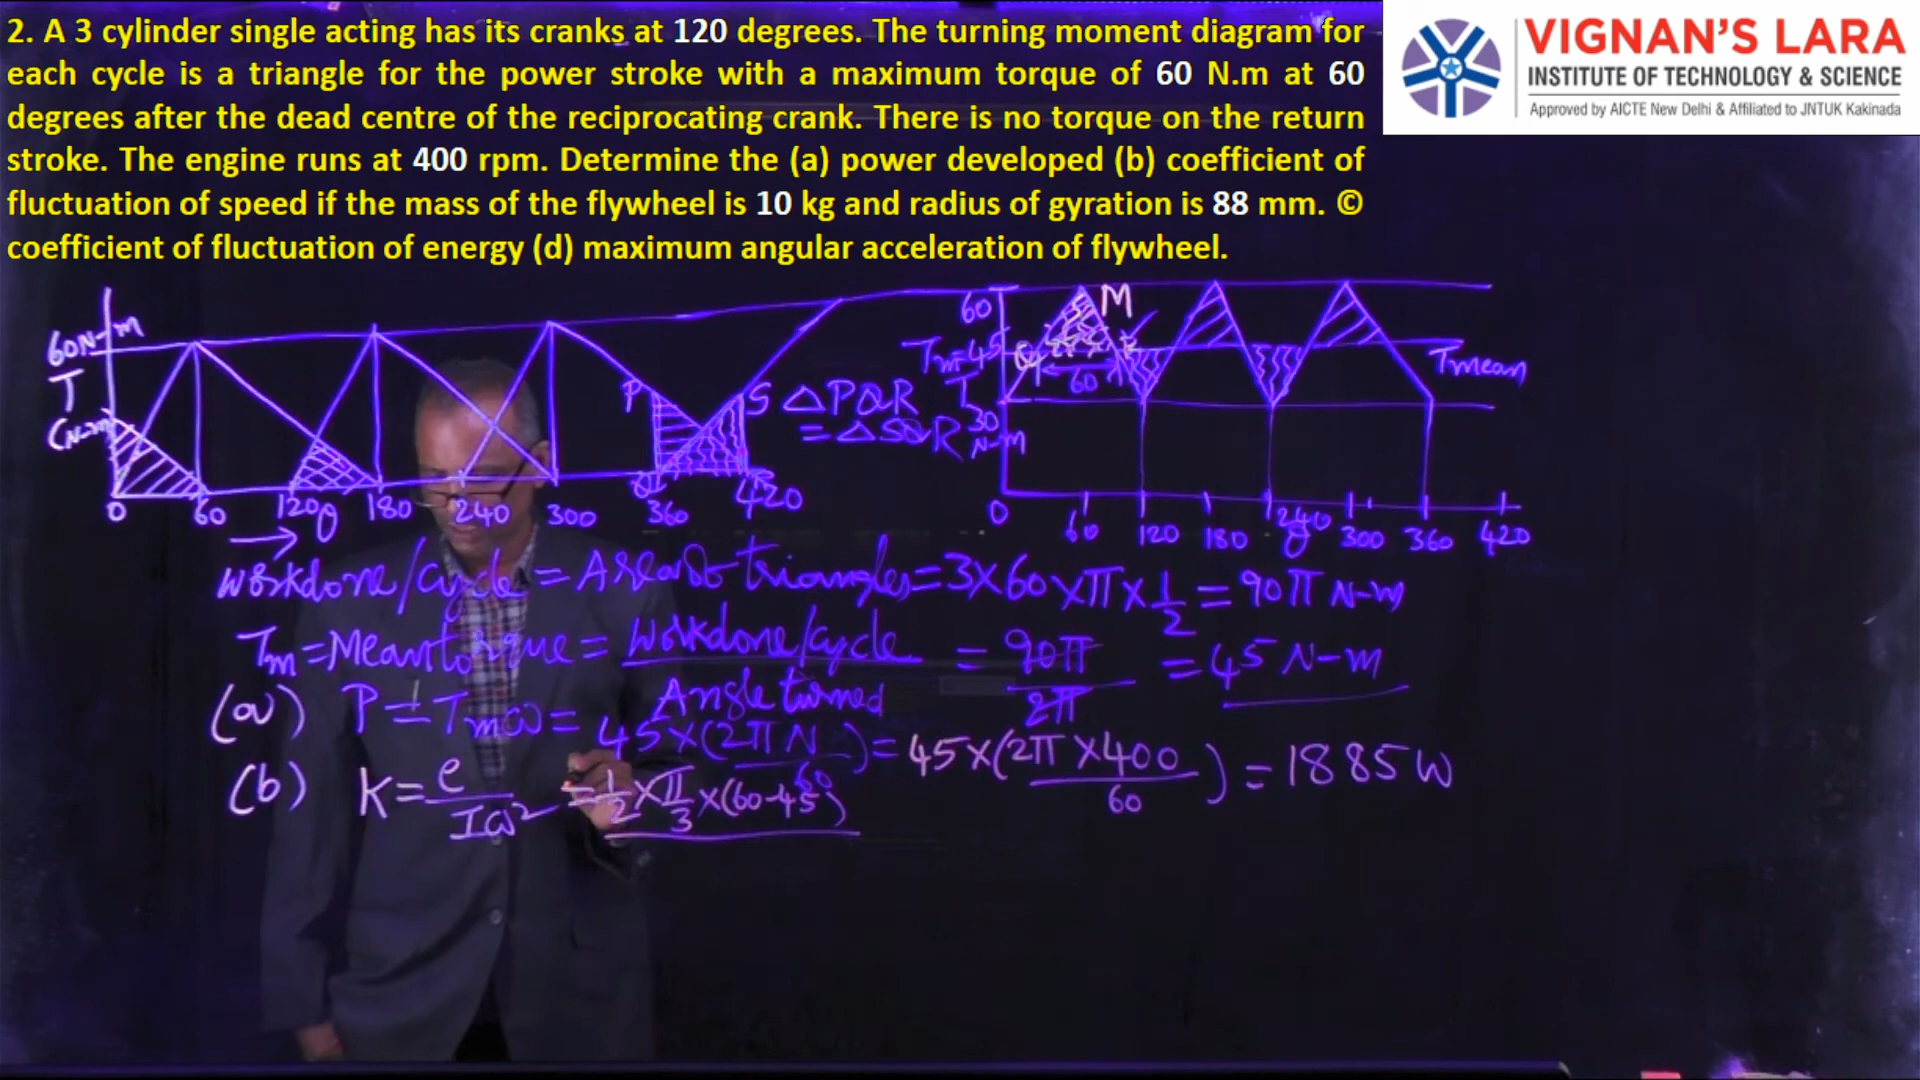 2. A 3 cylinder single acting has its cranks at 120 degrees. The turning moment diagram for
each cycle is a triangle for the power stroke with a maximum torque of 60 N.m at 60
degrees after the dead centre of the reciprocating crank. There is no torque on the return
stroke. The engine runs at 400 rpm. Determine the (a) power developed (b) coefficient of
fluctuation of speed if the mass of the flywheel is 10 kg and radius of gyration is 88 mm. ©
coefficient of fluctuation of energy (d) maximum angular acceleration of flywheel.
VIGNAN'S LARA
INSTITUTE OF TECHNOLOGY & SCIENCE
Approved by AICTE New Delhi & Affiliated to JNTUK Kakinada
60N-m
T
(N-m)
P
S
Q
△PQR
= △SQR
0 60 120 θ 180 240 300 360 420
60
M
Tm=45
60
Tmean
T
30
N-m
0 60 120 180 240 θ 300 360 420
Workdone/cycle = Area of triangles = 3×60×π×1/2 = 90π N-m
Tm = Mean torque = Workdone/cycle / Angle turned = 90π/2π = 45 N-m
(a) P = Tmω = 45×(2πN/60) = 45×(2π×400/60) = 1885 W
(b) K = e/Iω² = 1/2×π/3×(60-45)